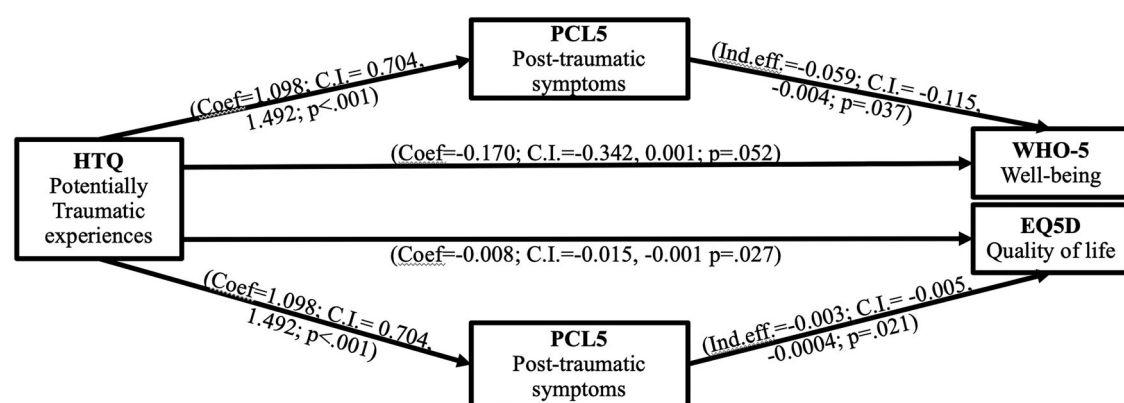 PCL5
Post-traumatic
symptoms
(Coef=1.098; C.I.= 0.704,
1.492; p<.001)
(Ind.eff.=-0.059; C.I.= -0.115,
-0.004; p=.037)
HTQ
Potentially
Traumatic
experiences
(Coef=-0.170; C.I.=-0.342, 0.001; p=.052)
WHO-5
Well-being
(Coef=-0.008; C.I.=-0.015, -0.001 p=.027)
EQ5D
Quality of life
(Coef=1.098; C.I.= 0.704,
1.492; p<.001)
PCL5
Post-traumatic
symptoms
(Ind.eff.=-0.003; C.I.= -0.005,
-0.0004; p=.021)